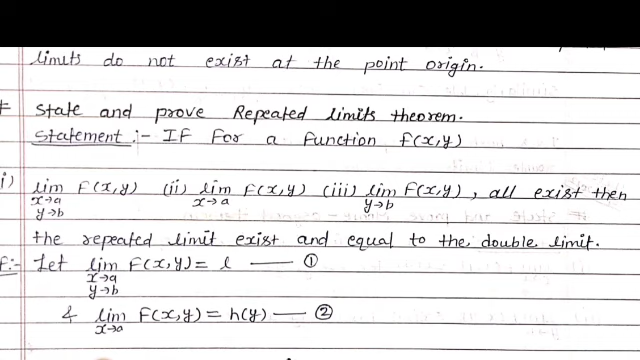 limits do not exist at the point origin.
State and prove Repeated limits theorem.
Statement :- IF For a Function f(x,y)
i) lim x→a y→b F(x,y) (ii) lim x→a F(x,y) (iii) lim y→b F(x,y), all exist then
the repeated limit exist and equal to the double limit.
f:- Let lim x→a y→b F(x,y) = l —— ①
& lim x→a F(x,y) = h(y) —— ②